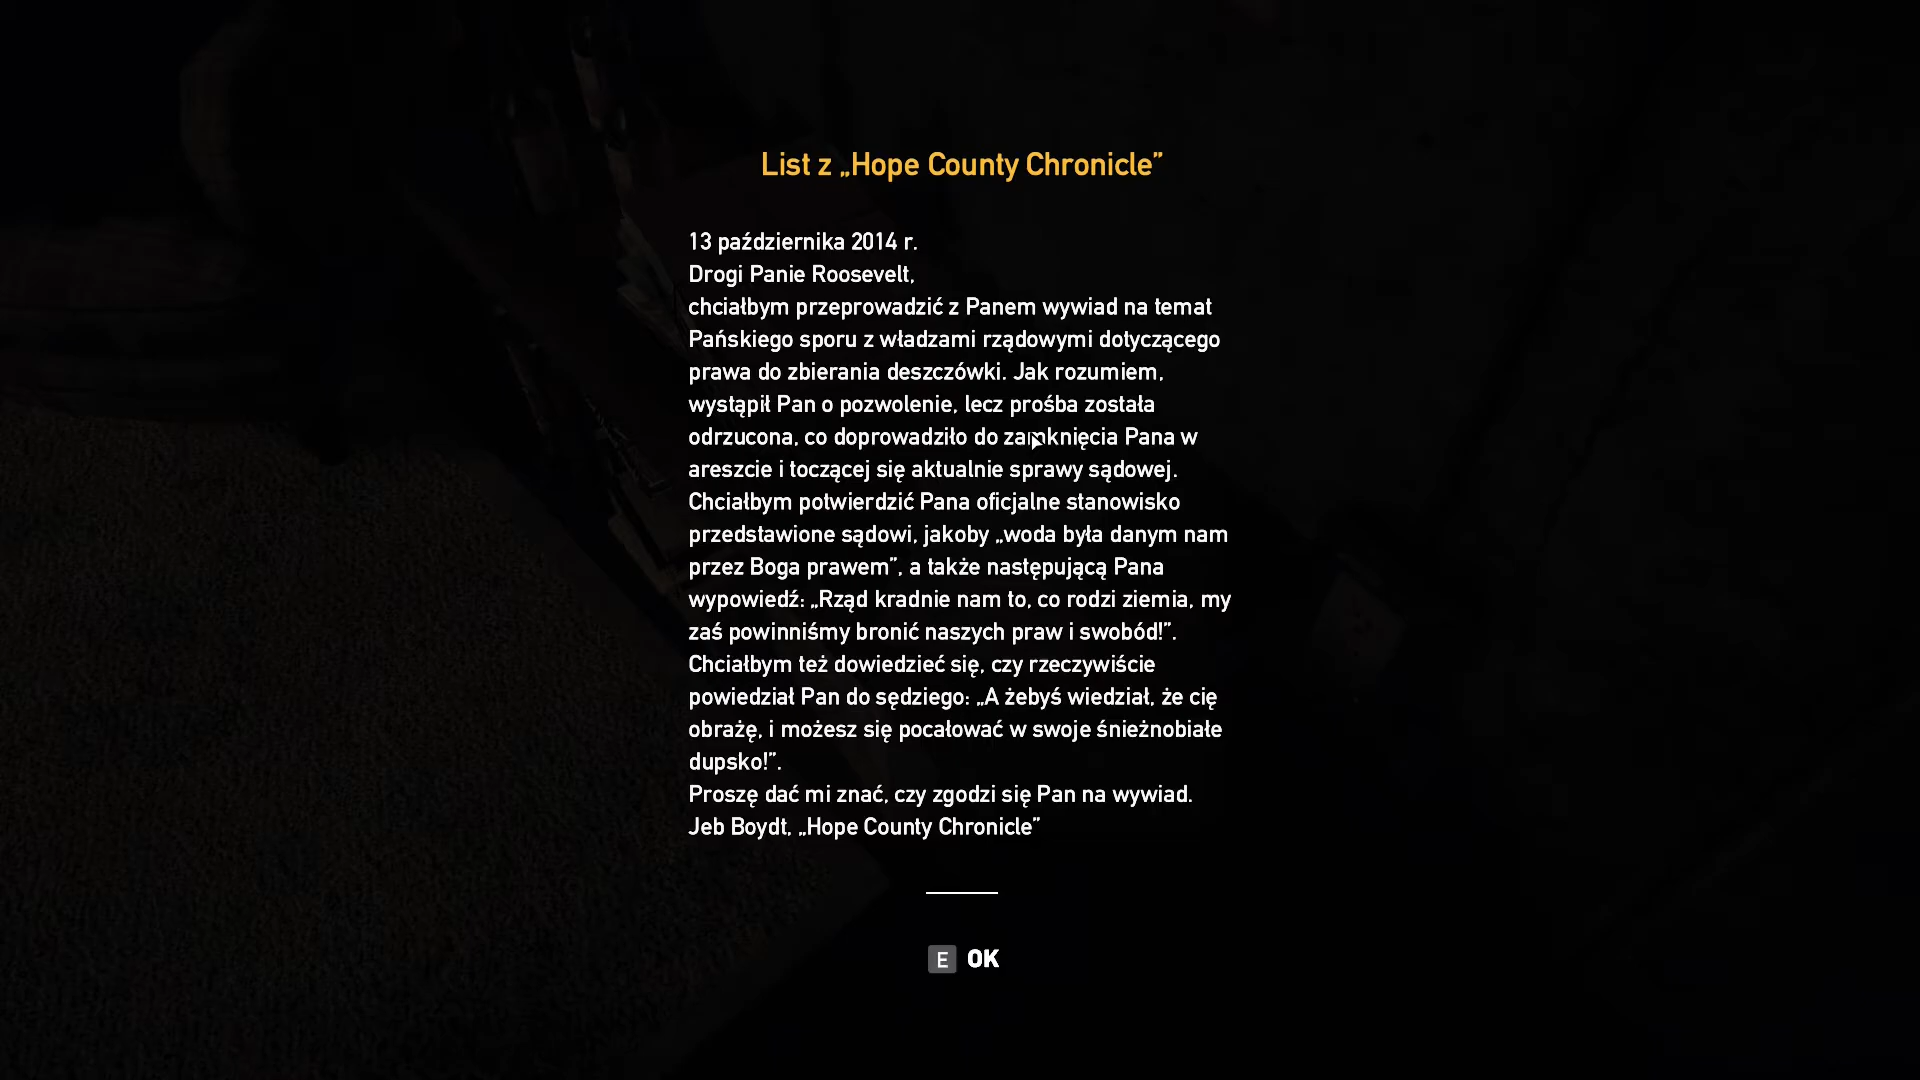 List z „Hope County Chronicle”
13 października 2014 r.
Drogi Panie Roosevelt,
chciałbym przeprowadzić z Panem wywiad na temat
Pańskiego sporu z władzami rządowymi dotyczącego
prawa do zbierania deszczówki. Jak rozumiem,
wystąpił Pan o pozwolenie, lecz prośba została
odrzucona, co doprowadziło do zamknięcia Pana w
areszcie i toczącej się aktualnie sprawy sądowej.
Chciałbym potwierdzić Pana oficjalne stanowisko
przedstawione sądowi, jakoby „woda była danym nam
przez Boga prawem”, a także następującą Pana
wypowiedź: „Rząd kradnie nam to, co rodzi ziemia, my
zaś powinniśmy bronić naszych praw i swobód!”.
Chciałbym też dowiedzieć się, czy rzeczywiście
powiedział Pan do sędziego: „A żebyś wiedział, że cię
obrażę, i możesz się pocałować w swoje śnieżnobiałe
dupsko!”.
Proszę dać mi znać, czy zgodzi się Pan na wywiad.
Jeb Boydt, „Hope County Chronicle”
E OK